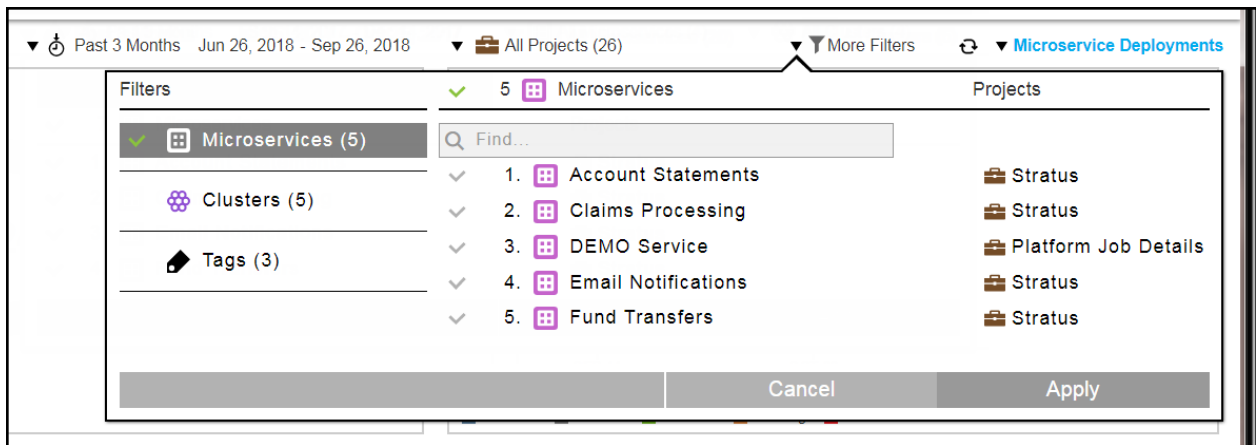 Past 3 Months Jun 26, 2018 - Sep 26, 2018 All Projects (26) More Filters Microservice Deployments
Filters 5 Microservices Projects
Microservices (5) Find...
1. Account Statements Stratus
Clusters (5) 2. Claims Processing Stratus
3. DEMO Service Platform Job Details
Tags (3) 4. Email Notifications Stratus
5. Fund Transfers Stratus
Cancel Apply